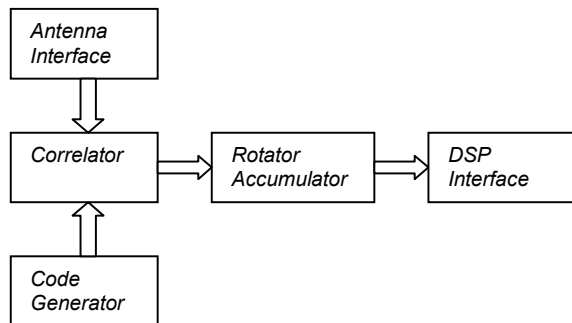 Antenna
Interface
Correlator
Rotator
Accumulator
DSP
Interface
Code
Generator